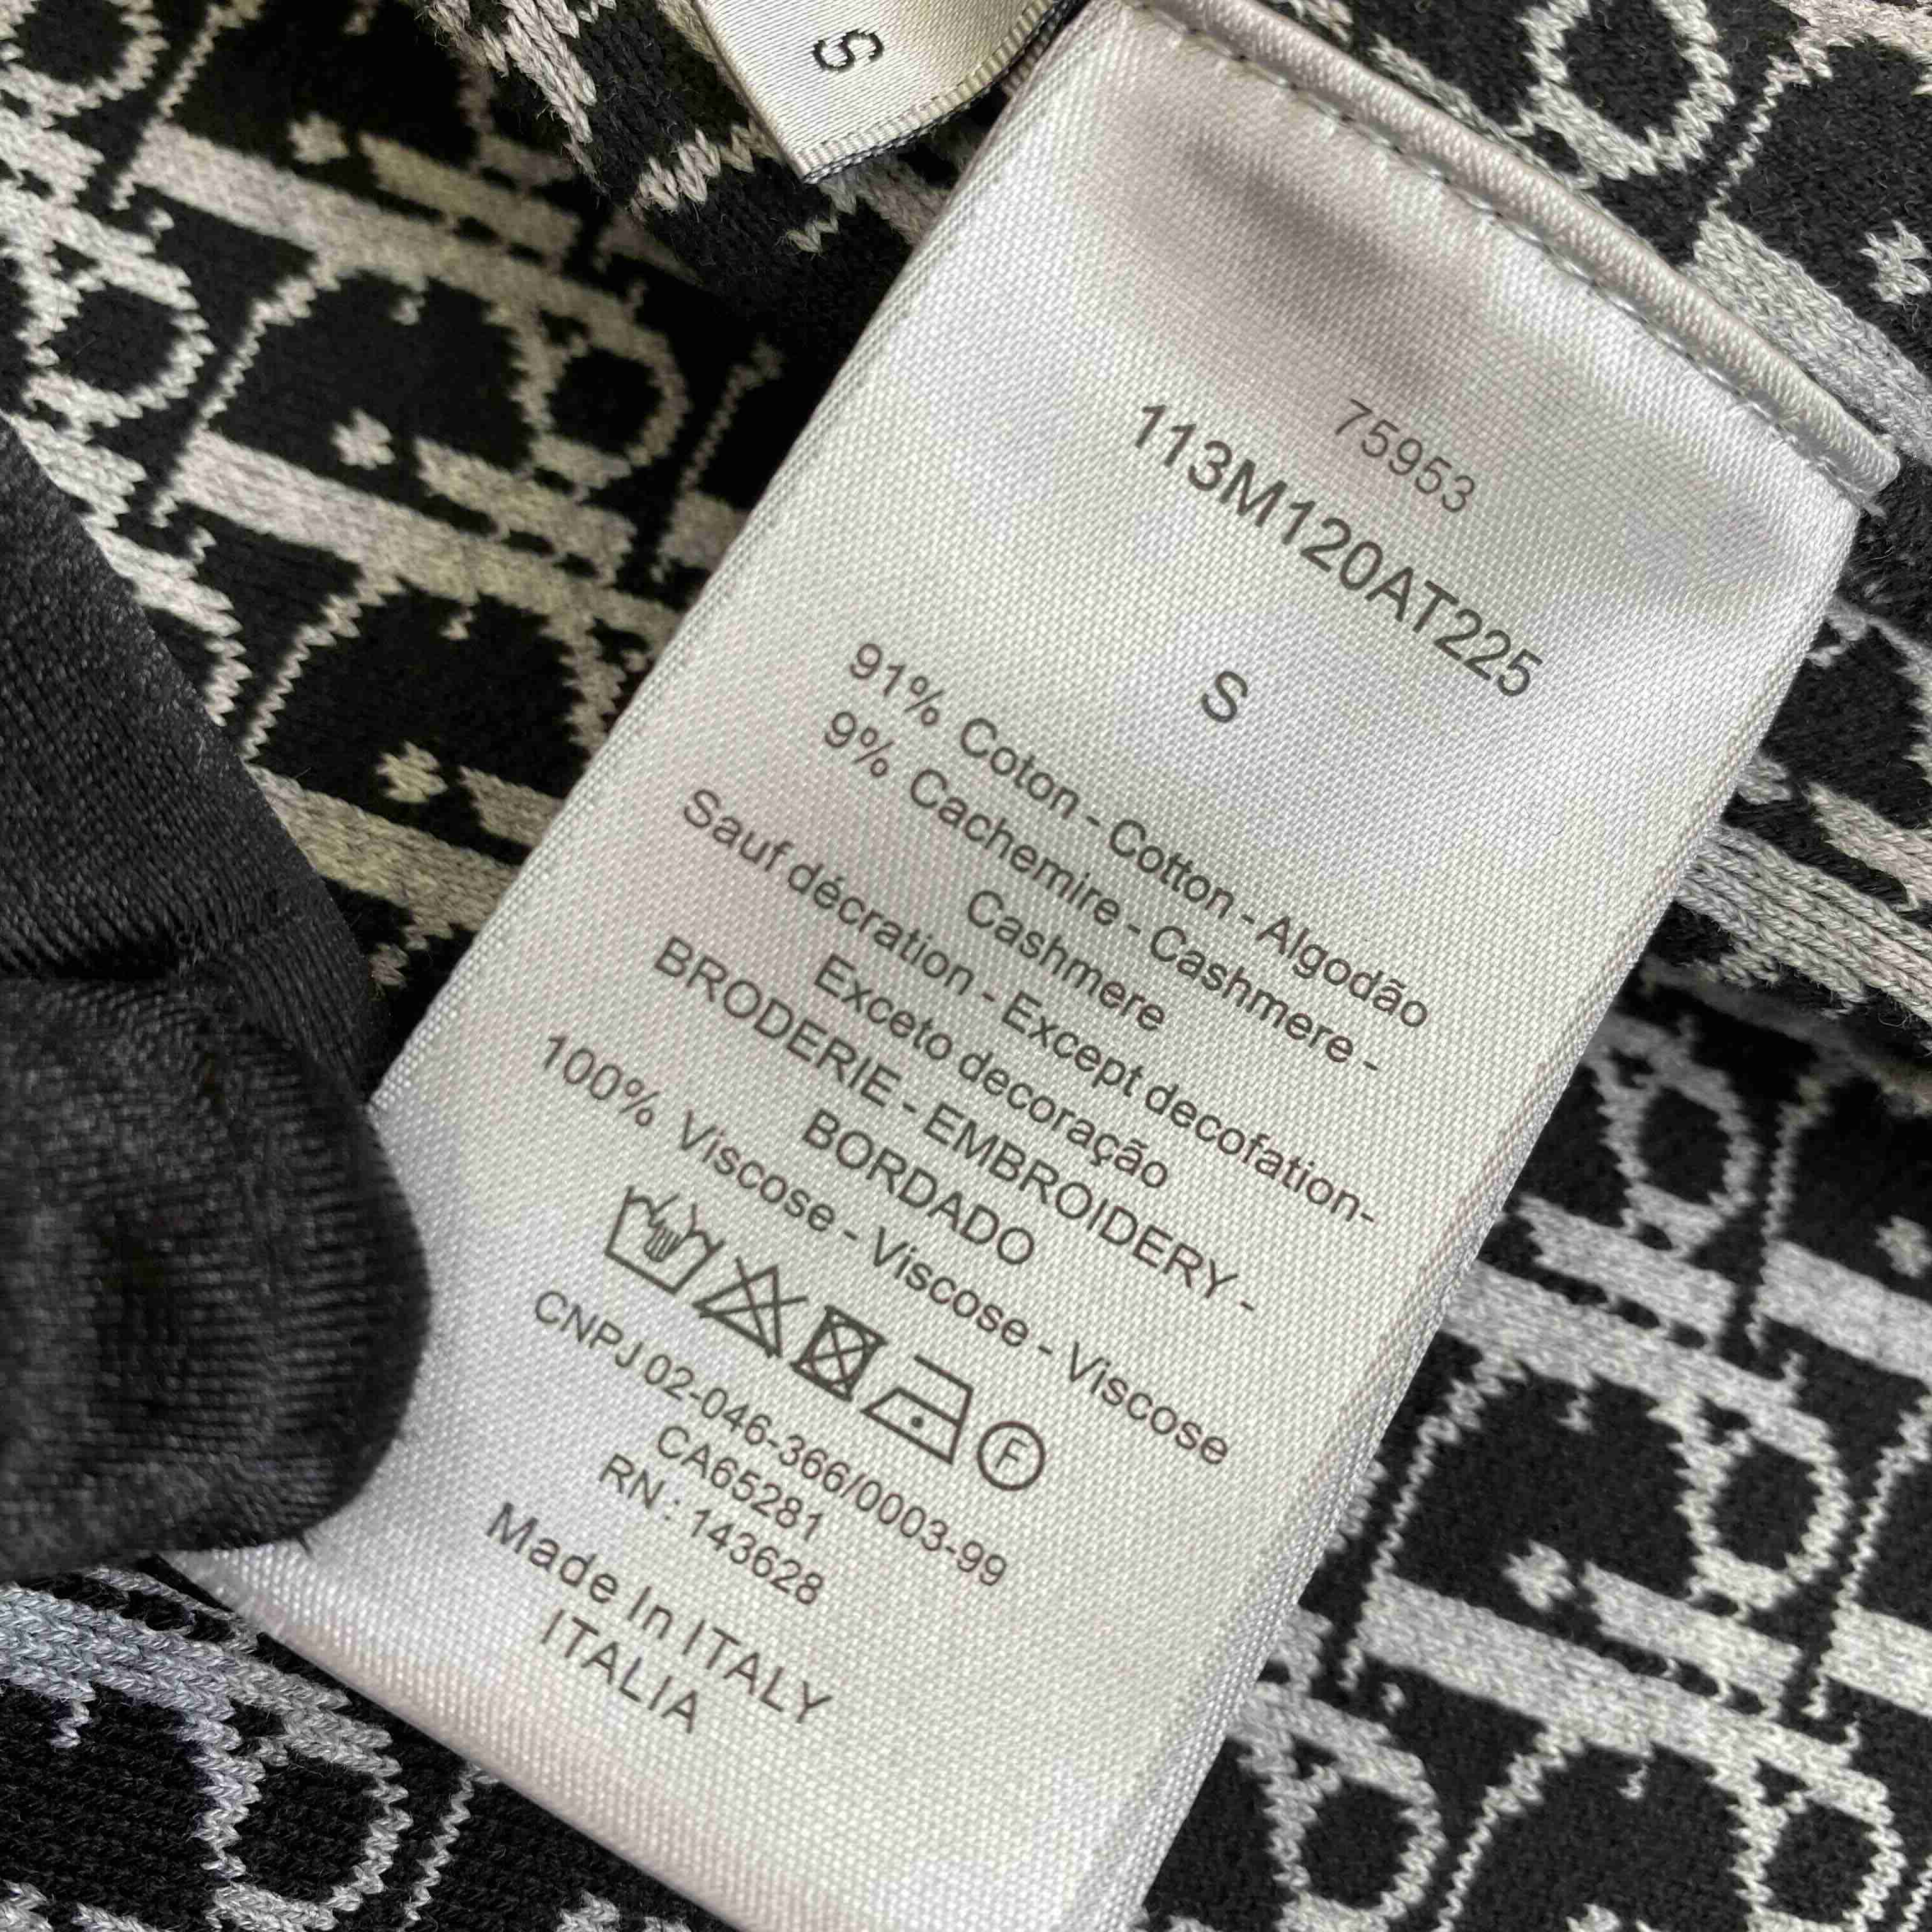 S
75953
113M120AT225
S
91% Coton - Cotton - Algodão
9% Cachemire - Cashmere -
Cashmere
Sauf décration - Except decofation-
Exceto decoração
BRODERIE - EMBROIDERY -
BORDADO
100% Viscose - Viscose - Viscose
F
CNPJ 02-046-366/0003-99
CA65281
RN : 143628
Made In ITALY
ITALIA